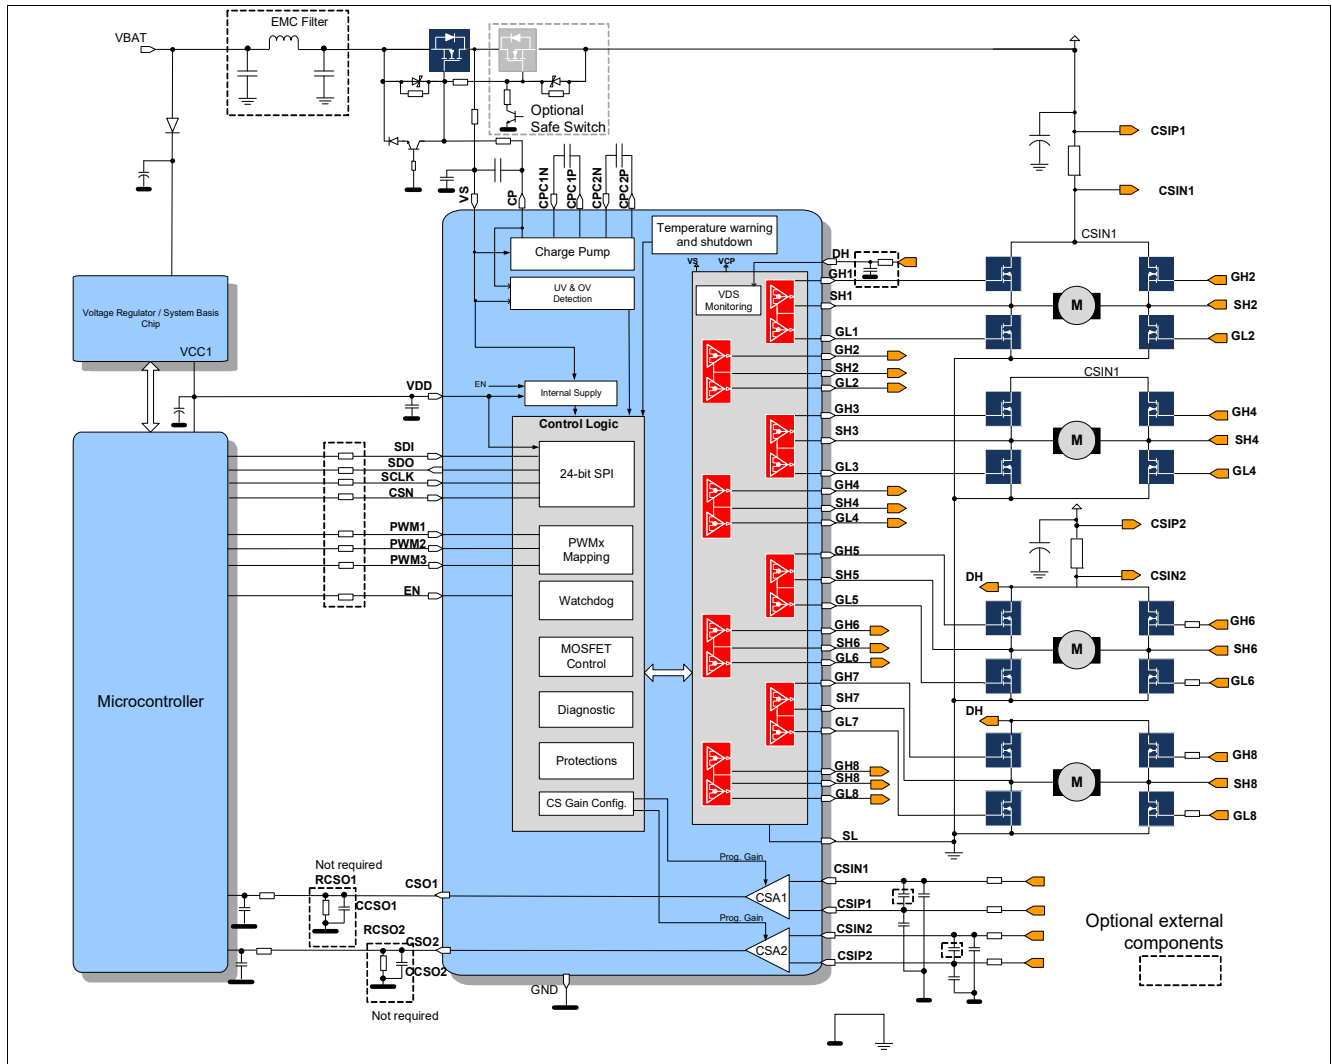 EMC Filter
VBAT
Optional
Safe Switch
CSIP1
CSIN1
VS
CP
CPC1N
CPC1P
CPC2N
CPC2P
Temperature warning
and shutdown
Charge Pump
UV & OV
Detection
VS
VCP
VDS
Monitoring
DH
GH1
SH1
GL1
GH2
SH2
GL2
CSIN1
M
GH2
SH2
GL2
Voltage Regulator / System Basis
Chip
VCC1
VDD
EN
Internal Supply
Control Logic
24-bit SPI
SDI
SDO
SCLK
CSN
PWM1
PWM2
PWM3
EN
PWMx
Mapping
Watchdog
MOSFET
Control
Diagnostic
Protections
CS Gain Config.
Microcontroller
GH3
SH3
GL3
GH4
SH4
GL4
CSIN1
M
GH4
SH4
GL4
CSIP2
CSIN2
GH5
SH5
GL5
GH6
SH6
GL6
DH
M
GH6
SH6
GL6
GH7
SH7
GL7
GH8
SH8
GL8
DH
M
GH8
SH8
GL8
SL
Prog. Gain
CSA1
Prog. Gain
CSA2
CSIN1
CSIP1
CSIN2
CSIP2
Not required
RCSO1
CCSO1
CSO1
RCSO2
CSO2
CCSO2
Not required
GND
Optional external
components